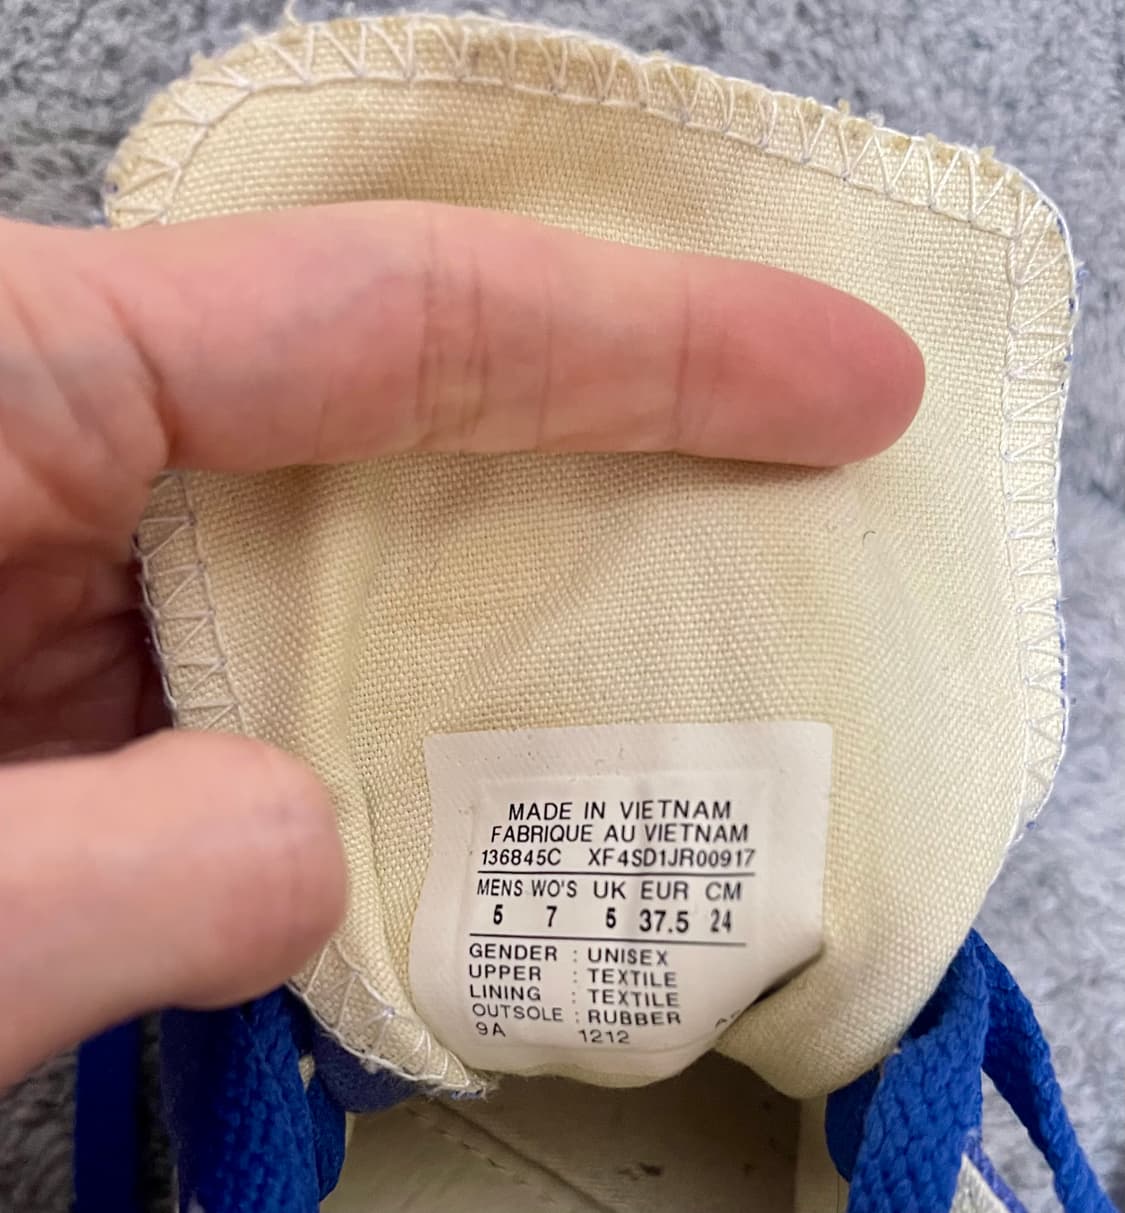 MADE IN VIETNAM
FABRIQUE AU VIETNAM
136845C XF4SD1JR00917
MENS WO'S UK EUR CM
5 7 5 37.5 24
GENDER : UNISEX
UPPER : TEXTILE
LINING : TEXTILE
OUTSOLE : RUBBER
9A 1212